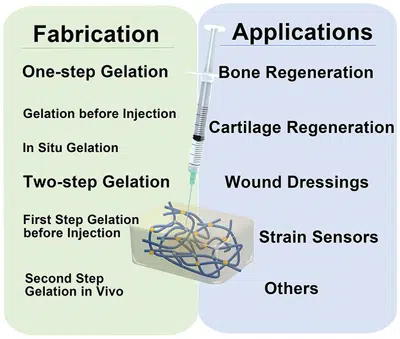 Fabrication
One-step Gelation
Gelation before Injection
In Situ Gelation
Two-step Gelation
First Step Gelation
before Injection
Second Step
Gelation in Vivo
Applications
Bone Regeneration
Cartilage Regeneration
Wound Dressings
Strain Sensors
Others